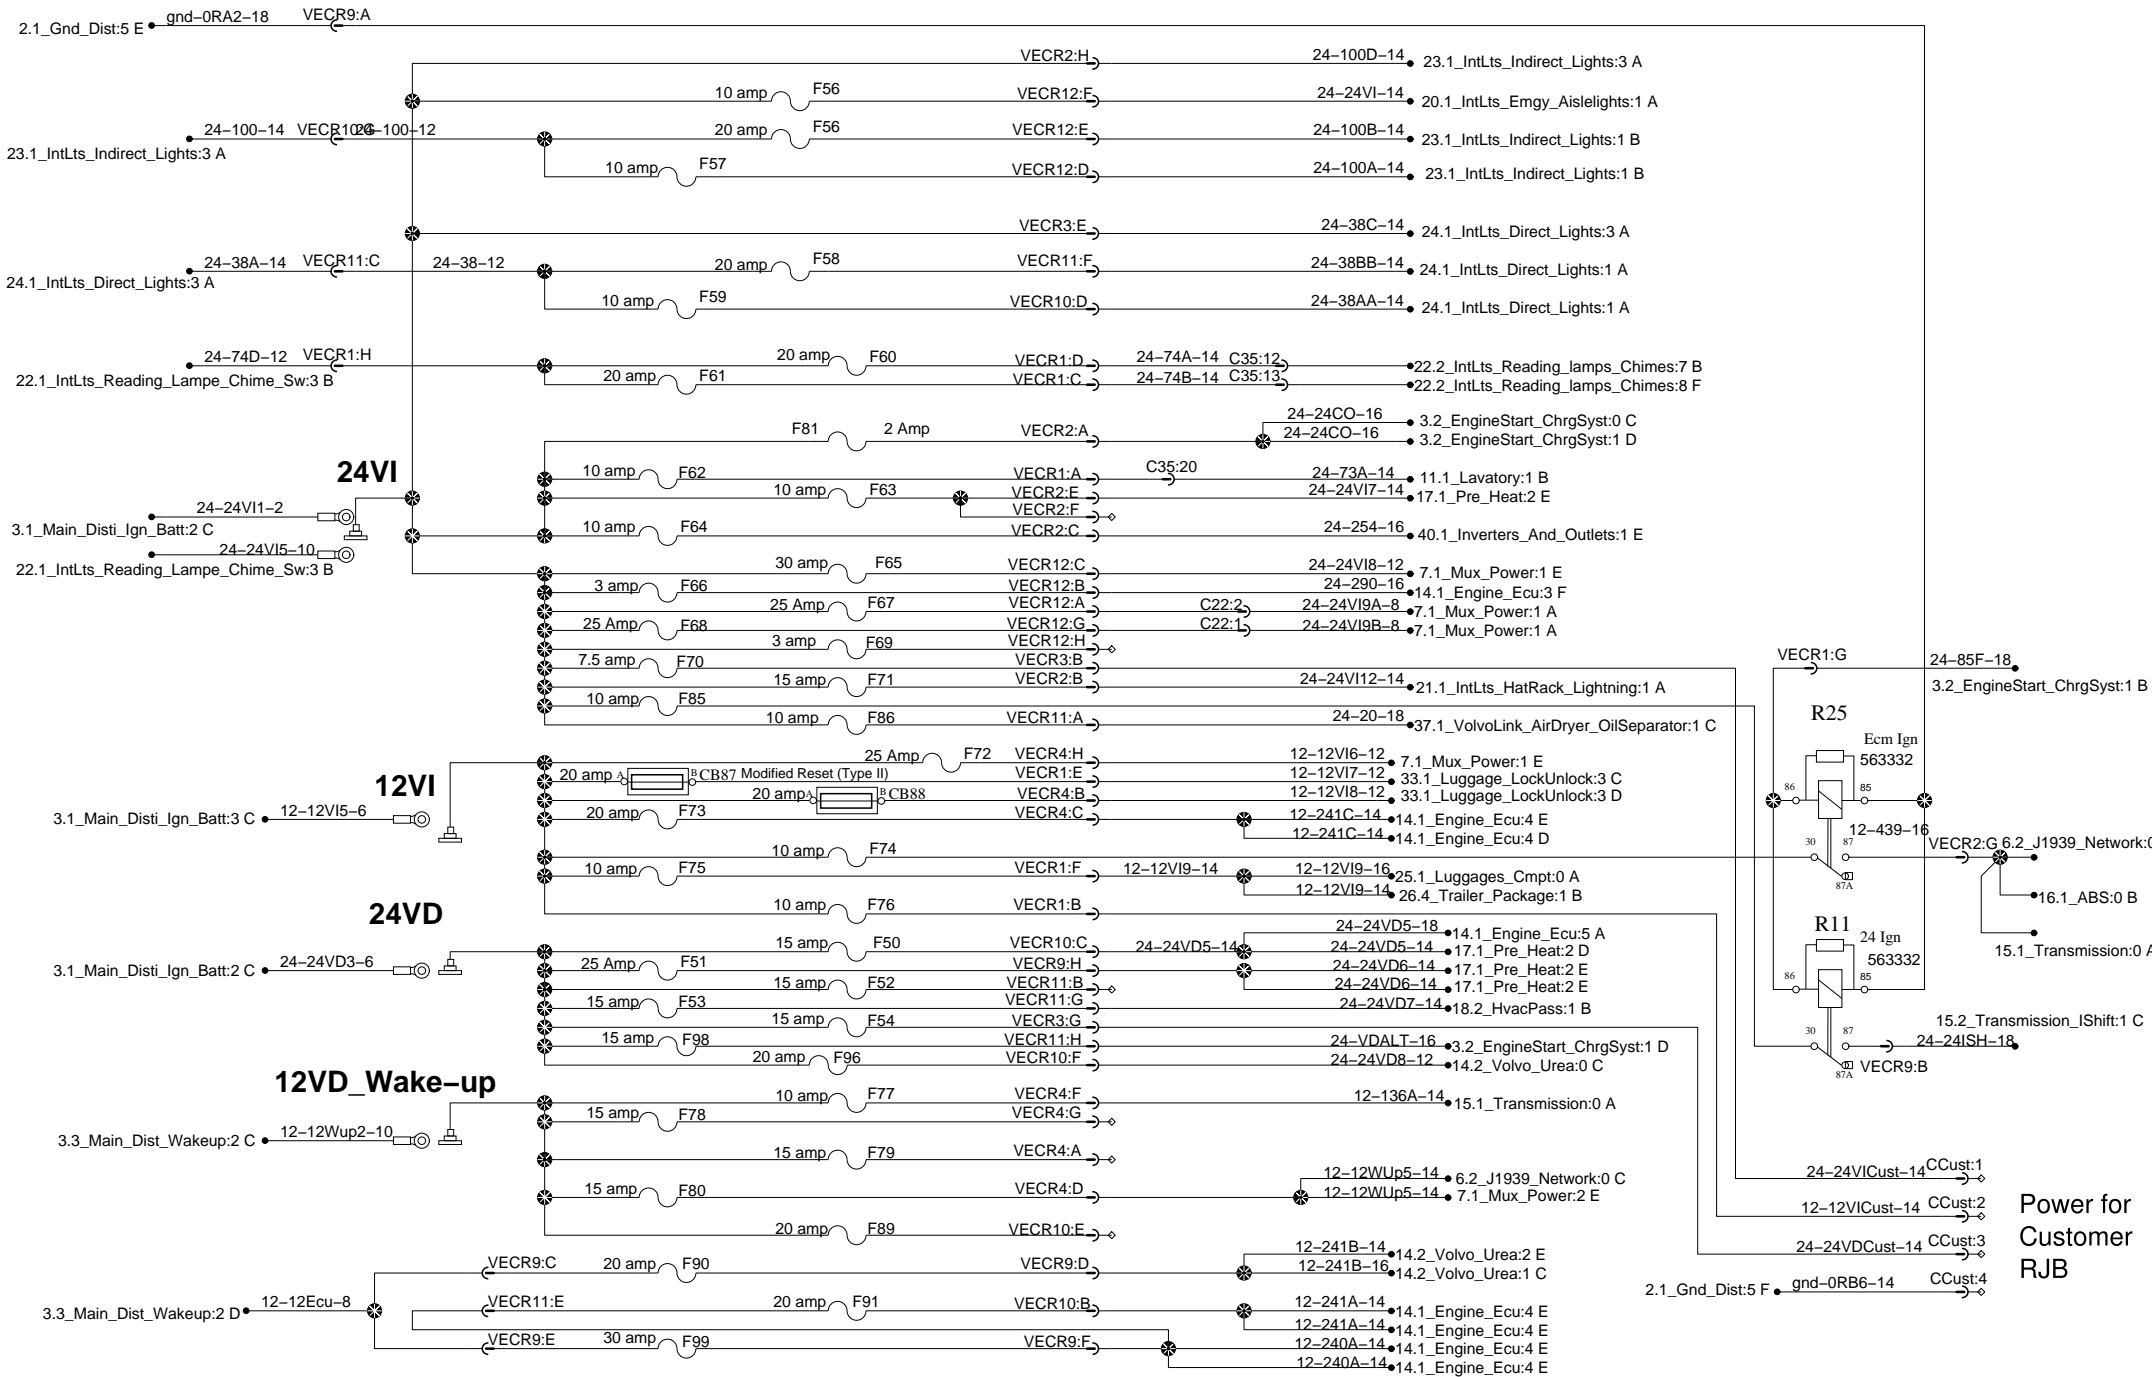 2.1_Gnd_Dist:5 E gnd−0RA2−18 VECR9:A
VECR2:H 24−100D−14 23.1_IntLts_Indirect_Lights:3 A
10 amp F56 VECR12:F 24−24VI−14 20.1_IntLts_Emgy_Aislelights:1 A
23.1_IntLts_Indirect_Lights:3 A 24−100−14 VECR10:G 24−100−12 20 amp F56 VECR12:E 24−100B−14 23.1_IntLts_Indirect_Lights:1 B
10 amp F57 VECR12:D 24−100A−14 23.1_IntLts_Indirect_Lights:1 B
VECR3:E 24−38C−14 24.1_IntLts_Direct_Lights:3 A
24.1_IntLts_Direct_Lights:3 A 24−38A−14 VECR11:C 24−38−12 20 amp F58 VECR11:F 24−38BB−14 24.1_IntLts_Direct_Lights:1 A
10 amp F59 VECR10:D 24−38AA−14 24.1_IntLts_Direct_Lights:1 A
22.1_IntLts_Reading_Lampe_Chime_Sw:3 B 24−74D−12 VECR1:H 20 amp F60 VECR1:D 24−74A−14 C35:12 22.2_IntLts_Reading_lamps_Chimes:7 B
20 amp F61 VECR1:C 24−74B−14 C35:13 22.2_IntLts_Reading_lamps_Chimes:8 F
24−24CO−16 3.2_EngineStart_ChrgSyst:0 C
F81 2 Amp VECR2:A 24−24CO−16 3.2_EngineStart_ChrgSyst:1 D
24VI
10 amp F62 VECR1:A C35:20 24−73A−14 11.1_Lavatory:1 B
10 amp F63 VECR2:E 24−24VI7−14 17.1_Pre_Heat:2 E
3.1_Main_Disti_Ign_Batt:2 C 24−24VI1−2 VECR2:F
10 amp F64 VECR2:C 24−254−16 40.1_Inverters_And_Outlets:1 E
22.1_IntLts_Reading_Lampe_Chime_Sw:3 B 24−24VI5−10
30 amp F65 VECR12:C 24−24VI8−12 7.1_Mux_Power:1 E
3 amp F66 VECR12:B 24−290−16 14.1_Engine_Ecu:3 F
25 Amp F67 VECR12:A C22:2 24−24VI9A−8 7.1_Mux_Power:1 A
25 Amp F68 VECR12:G C22:1 24−24VI9B−8 7.1_Mux_Power:1 A
3 amp F69 VECR12:H
7.5 amp F70 VECR3:B VECR1:G 24−85F−18 3.2_EngineStart_ChrgSyst:1 B
15 amp F71 VECR2:B 24−24VI12−14 21.1_IntLts_HatRack_Lightning:1 A
10 amp F85
R25
10 amp F86 VECR11:A 24−20−18 37.1_VolvoLink_AirDryer_OilSeparator:1 C
Ecm Ign
563332
12VI
25 Amp F72 VECR4:H 12−12VI6−12 7.1_Mux_Power:1 E
20 amp A B CB87 Modified Reset (Type II) VECR1:E 12−12VI7−12 33.1_Luggage_LockUnlock:3 C
20 amp A B CB88 VECR4:B 12−12VI8−12 33.1_Luggage_LockUnlock:3 D
86 85
3.1_Main_Disti_Ign_Batt:3 C 12−12VI5−6 20 amp F73 VECR4:C 12−241C−14 14.1_Engine_Ecu:4 E
12−241C−14 14.1_Engine_Ecu:4 D
12−439−16
10 amp F74 30 87 VECR2:G 6.2_J1939_Network:0
87A
10 amp F75 VECR1:F 12−12VI9−14 12−12VI9−16 25.1_Luggages_Cmpt:0 A
12−12VI9−14 26.4_Trailer_Package:1 B
16.1_ABS:0 B
10 amp F76 VECR1:B
24VD
R11
24 Ign
563332
15.1_Transmission:0 A
24−24VD5−18 14.1_Engine_Ecu:5 A
15 amp F50 VECR10:C 24−24VD5−14 24−24VD5−14 17.1_Pre_Heat:2 D
3.1_Main_Disti_Ign_Batt:2 C 24−24VD3−6 25 Amp F51 VECR9:H 24−24VD6−14 17.1_Pre_Heat:2 E
15 amp F52 VECR11:B 24−24VD6−14 17.1_Pre_Heat:2 E
86 85
15 amp F53 VECR11:G 24−24VD7−14 18.2_HvacPass:1 B
15 amp F54 VECR3:G
15.2_Transmission_IShift:1 C
15 amp F98 VECR11:H 24−VDALT−16 3.2_EngineStart_ChrgSyst:1 D
30 87 24−24ISH−18
87A VECR9:B
20 amp F96 VECR10:F 24−24VD8−12 14.2_Volvo_Urea:0 C
12VD_Wake−up
10 amp F77 VECR4:F 12−136A−14 15.1_Transmission:0 A
15 amp F78 VECR4:G
3.3_Main_Dist_Wakeup:2 C 12−12Wup2−10
15 amp F79 VECR4:A
12−12WUp5−14 6.2_J1939_Network:0 C
15 amp F80 VECR4:D 12−12WUp5−14 7.1_Mux_Power:2 E
24−24VICust−14 CCust:1
12−12VICust−14 CCust:2
24−24VDCust−14 CCust:3
2.1_Gnd_Dist:5 F gnd−0RB6−14 CCust:4
Power for
Customer
RJB
20 amp F89 VECR10:E
12−241B−14 14.2_Volvo_Urea:2 E
VECR9:C 20 amp F90 VECR9:D 12−241B−16 14.2_Volvo_Urea:1 C
3.3_Main_Dist_Wakeup:2 D 12−12Ecu−8 VECR11:E 20 amp F91 VECR10:B 12−241A−14 14.1_Engine_Ecu:4 E
12−241A−14 14.1_Engine_Ecu:4 E
VECR9:E 30 amp F99 VECR9:F 12−240A−14 14.1_Engine_Ecu:4 E
12−240A−14 14.1_Engine_Ecu:4 E